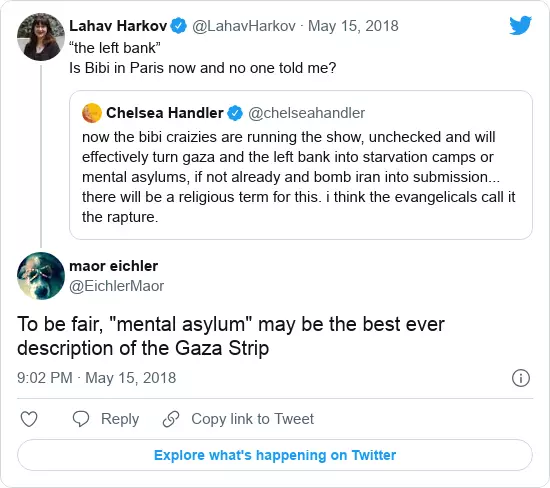 Lahav Harkov @LahavHarkov · May 15, 2018
“the left bank”
Is Bibi in Paris now and no one told me?
Chelsea Handler @chelseahandler
now the bibi craizies are running the show, unchecked and will
effectively turn gaza and the left bank into starvation camps or
mental asylums, if not already and bomb iran into submission...
there will be a religious term for this. i think the evangelicals call it
the rapture.
maor eichler
@EichlerMaor
To be fair, "mental asylum" may be the best ever
description of the Gaza Strip
9:02 PM · May 15, 2018
Reply Copy link to Tweet
Explore what's happening on Twitter